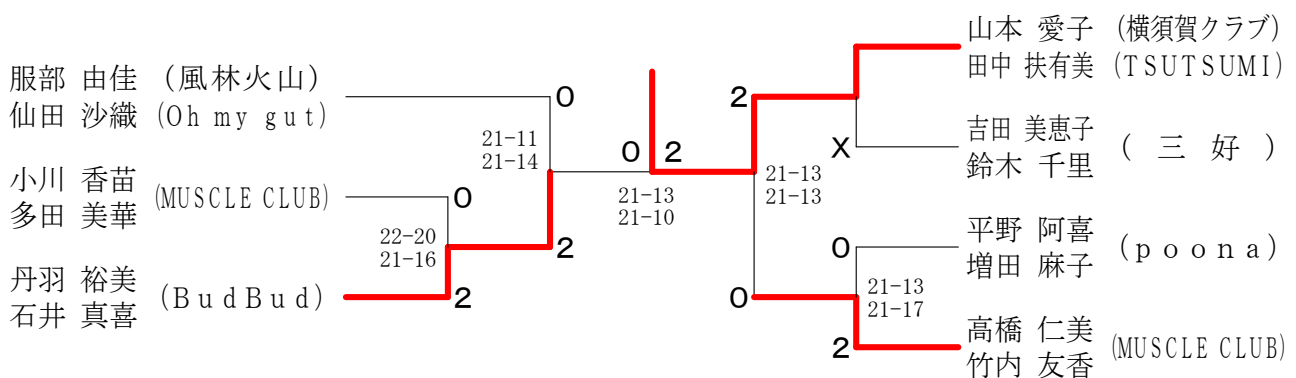 服部 由佳 (風林火山)
仙田 沙織 (Oh my gut)
小川 香苗
多田 美華
(MUSCLE CLUB)
丹羽 裕美
石井 真喜
(BudBud)
0
21-11
21-14
0
22-20
21-16
2
2
0 2
21-13
21-10
2
21-13
21-13
0
X
0
21-13
21-17
2
山本 愛子 (横須賀クラブ)
田中 扶有美 (TSUTSUMI)
吉田 美恵子
鈴木 千里
(三好)
平野 阿喜
増田 麻子
(poona)
高橋 仁美
竹内 友香
(MUSCLE CLUB)